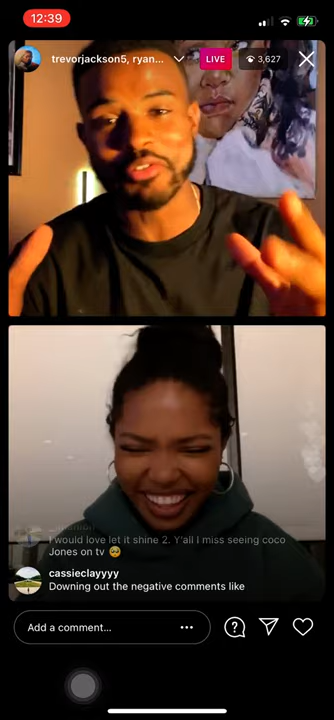 12:39
trevorjackson5, ryan...
LIVE
3,627
I would love let it shine 2. Y'all I miss seeing coco
Jones on tv 🥺
cassieclayyyy
Downing out the negative comments like
Add a comment...